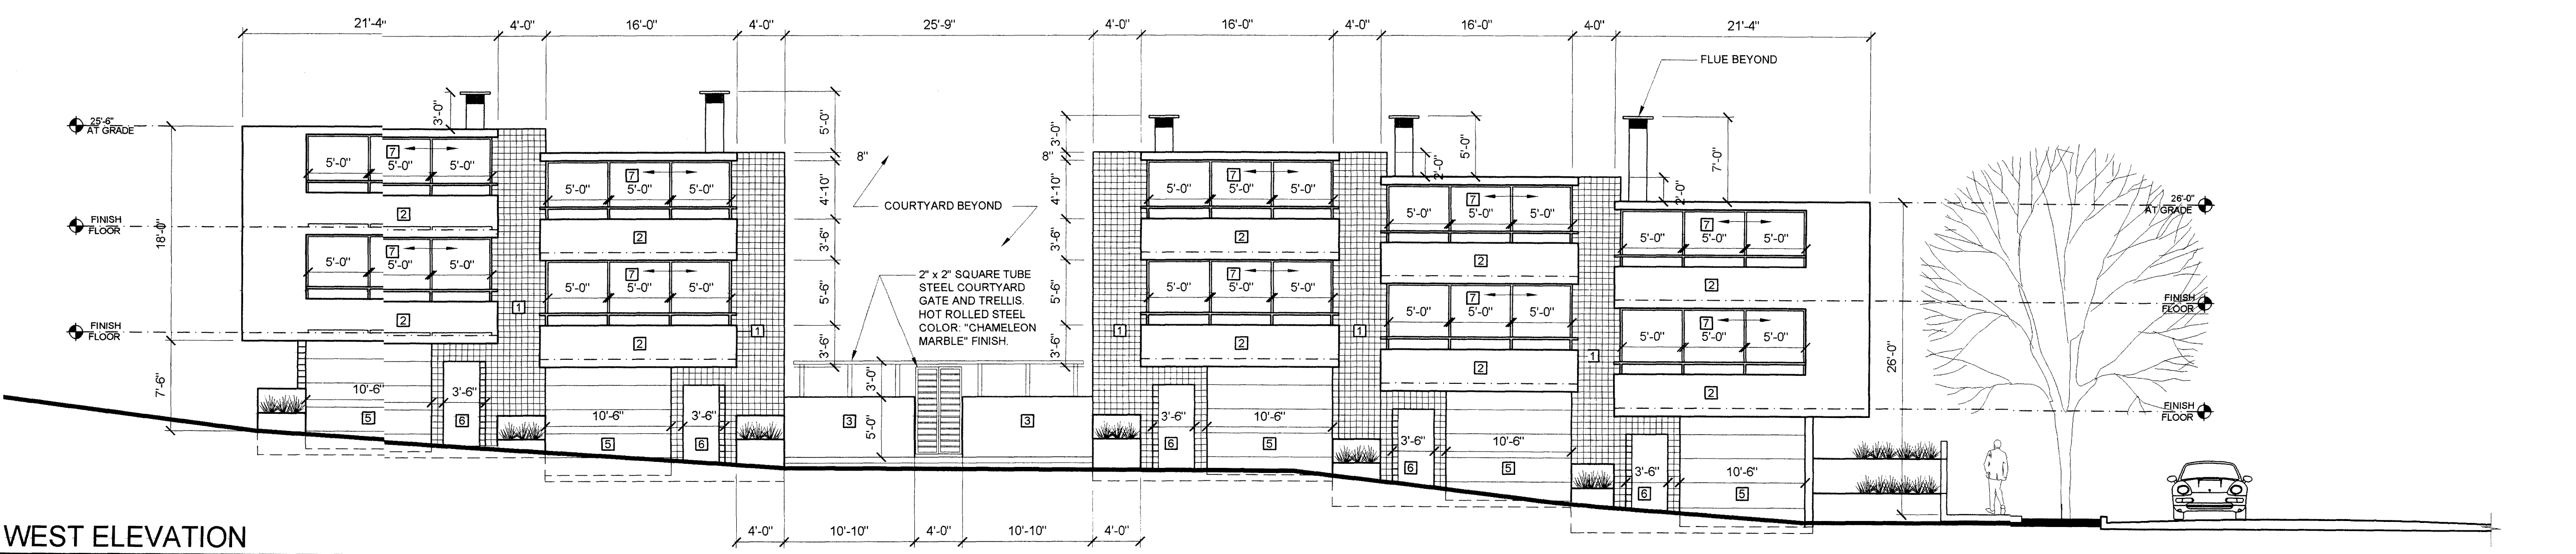 21'-4" 4'-0" 16'-0" 4'-0" 25'-9" 4'-0" 16'-0" 4'-0" 16'-0" 4-0" 21'-4"
FLUE BEYOND
3'-0" 5'-0" 3'-0" 5'-0" 7'-0"
25'-6"
AT GRADE
8" 8"
2'-0" 2'-0"
7 7 7 7 7
5'-0" 5'-0" 5'-0"
5'-0" 5'-0" 5'-0"
5'-0" 5'-0" 5'-0"
5'-0" 5'-0" 5'-0"
5'-0" 5'-0" 5'-0"
4'-10" 4'-10"
COURTYARD BEYOND
26'-0"
AT GRADE
2 2 2 2 2
FINISH
FLOOR
18'-0"
3'-6" 3'-6"
7 7 7 7 7
5'-0" 5'-0" 5'-0"
5'-0" 5'-0" 5'-0"
5'-0" 5'-0" 5'-0"
5'-0" 5'-0" 5'-0"
5'-0" 5'-0" 5'-0"
5'-6" 5'-6"
2" x 2" SQUARE TUBE
STEEL COURTYARD
GATE AND TRELLIS.
HOT ROLLED STEEL
COLOR: "CHAMELEON
MARBLE" FINISH.
FINISH
FLOOR
1 1 1 1 1
2 2 2 2 2
FINISH
FLOOR
3'-6" 3'-6"
7'-6"
26'-0"
3'-0"
5'-0"
3 3
FINISH
FLOOR
10'-6" 3'-6" 10'-6" 3'-6" 3'-6" 10'-6" 3'-6" 10'-6" 3'-6" 10'-6"
5 6 5 6 6 5 6 5 6 5
4'-0" 10'-10" 4'-0" 10'-10" 4'-0"
WEST ELEVATION